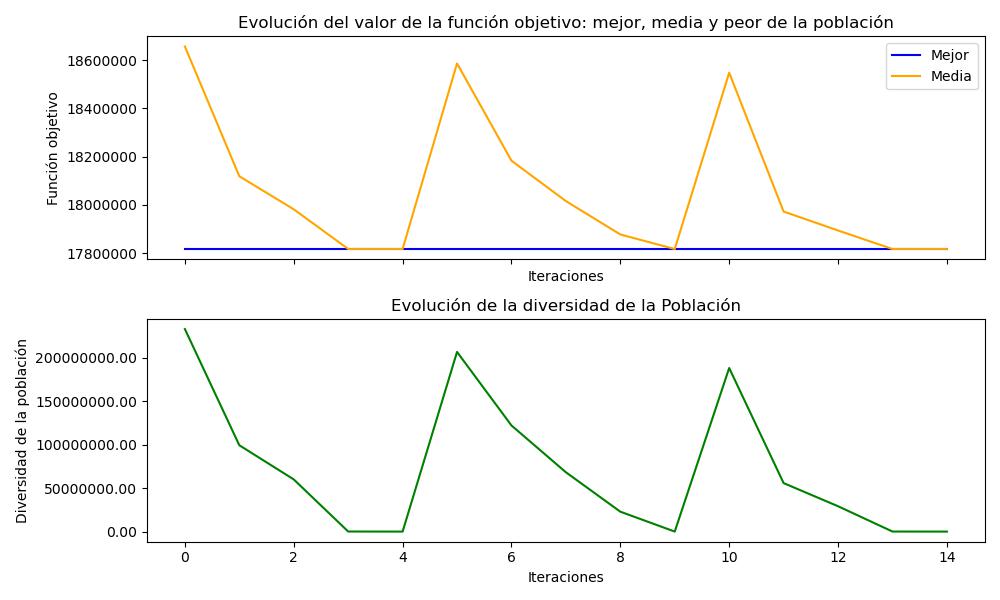 Evolución del valor de la función objetivo: mejor, media y peor de la población
Mejor
Media
Función objetivo
18600000
18400000
18200000
18000000
17800000
Iteraciones
Evolución de la diversidad de la Población
Diversidad de la población
200000000.00
150000000.00
100000000.00
50000000.00
0.00
0 2 4 6 8 10 12 14
Iteraciones